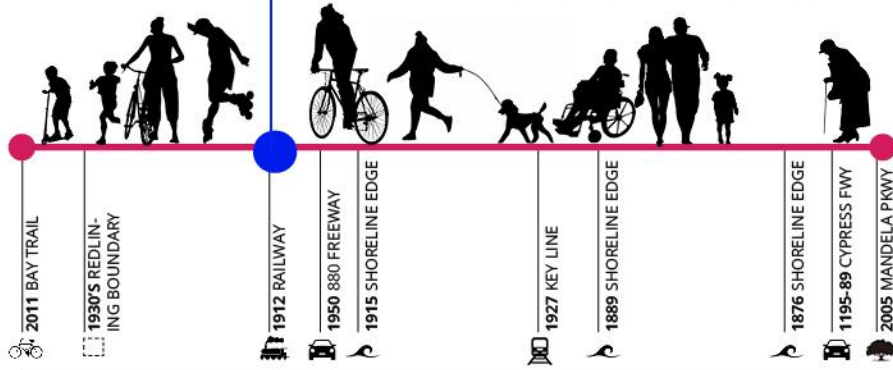 2011 BAY TRAIL
1930'S REDLIN-
ING BOUNDARY
1912 RAILWAY
1950 880 FREEWAY
1915 SHORELINE EDGE
1927 KEY LINE
1889 SHORELINE EDGE
1876 SHORELINE EDGE
1195-89 CYPRESS FWY
2005 MANDELA PKWY